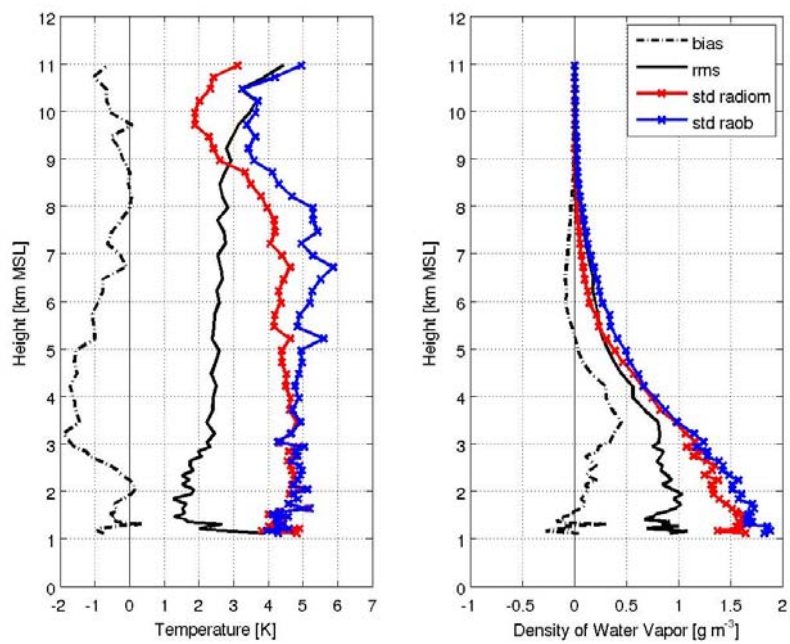 12
11
10
9
8
7
6
5
4
3
2
1
0
Height [km MSL]
-2 -1 0 1 2 3 4 5 6 7
Temperature [K]
12
11
10
9
8
7
6
5
4
3
2
1
0
Height [km MSL]
bias
rms
std radiom
std raob
-1 -0.5 0 0.5 1 1.5 2
Density of Water Vapor [g m⁻³]